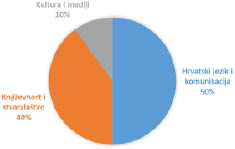 Kultura i mediji
10%
Hrvatski jezik i
komunikacija
50%
Književnost i
stvaralaštvo
40%